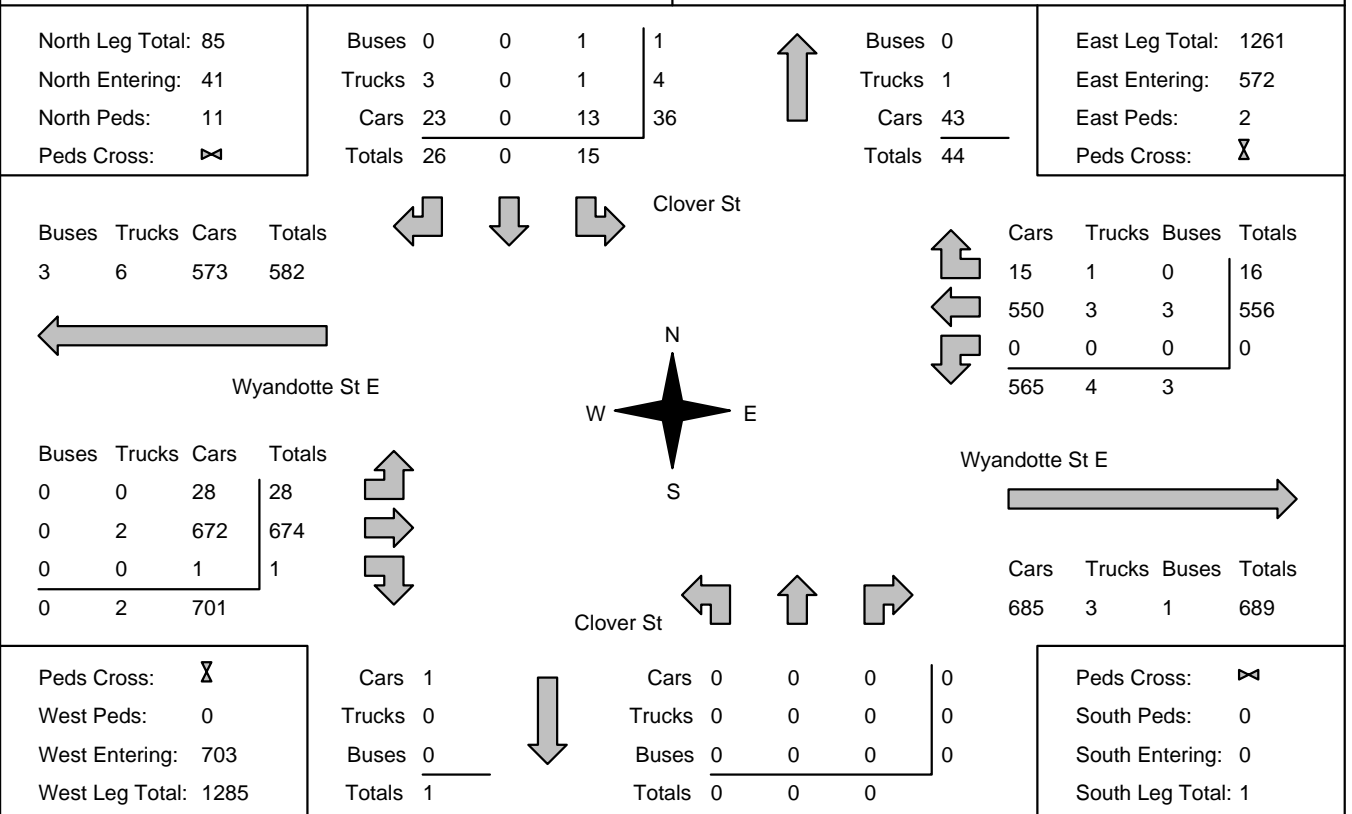 North Leg Total: 85
North Entering: 41
North Peds: 11
Peds Cross:
Buses 0 0 1 1
Trucks 3 0 1 4
Cars 23 0 13 36
Totals 26 0 15
Buses 0
Trucks 1
Cars 43
Totals 44
East Leg Total: 1261
East Entering: 572
East Peds: 2
Peds Cross:
Clover St
Buses Trucks Cars Totals
3 6 573 582
Cars Trucks Buses Totals
15 1 0 16
550 3 3 556
0 0 0 0
565 4 3
Wyandotte St E
N
W E
S
Buses Trucks Cars Totals
0 0 28 28
0 2 672 674
0 0 1 1
0 2 701
Wyandotte St E
Cars Trucks Buses Totals
685 3 1 689
Clover St
Peds Cross:
West Peds: 0
West Entering: 703
West Leg Total: 1285
Cars 1
Trucks 0
Buses 0
Totals 1
Cars 0 0 0 0
Trucks 0 0 0 0
Buses 0 0 0 0
Totals 0 0 0
Peds Cross:
South Peds: 0
South Entering: 0
South Leg Total: 1